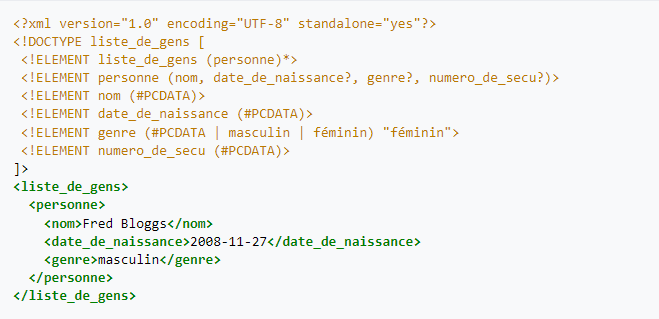 <?xml version="1.0" encoding="UTF-8" standalone="yes"?>
<!DOCTYPE liste_de_gens [
 <!ELEMENT liste_de_gens (personne)*>
 <!ELEMENT personne (nom, date_de_naissance?, genre?, numero_de_secu?)>
 <!ELEMENT nom (#PCDATA)>
 <!ELEMENT date_de_naissance (#PCDATA)>
 <!ELEMENT genre (#PCDATA | masculin | féminin) "féminin">
 <!ELEMENT numero_de_secu (#PCDATA)>
]>
<liste_de_gens>
  <personne>
    <nom>Fred Bloggs</nom>
    <date_de_naissance>2008-11-27</date_de_naissance>
    <genre>masculin</genre>
  </personne>
</liste_de_gens>